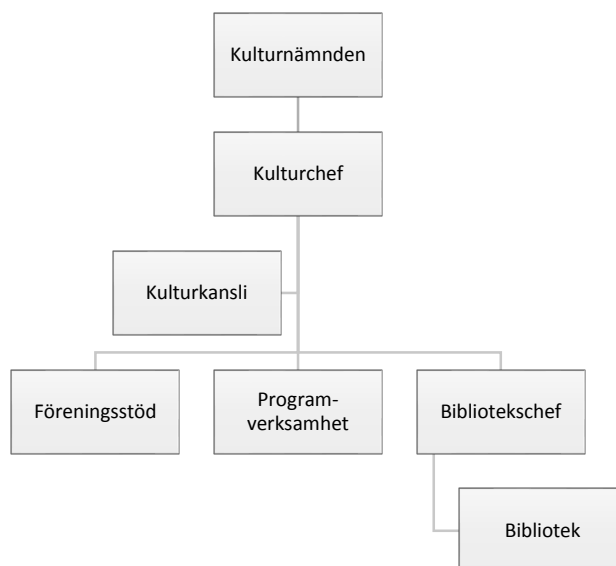 Kulturnämnden
Kulturchef
Kulturkansli
Föreningsstöd
Program-
verksamhet
Bibliotekschef
Bibliotek